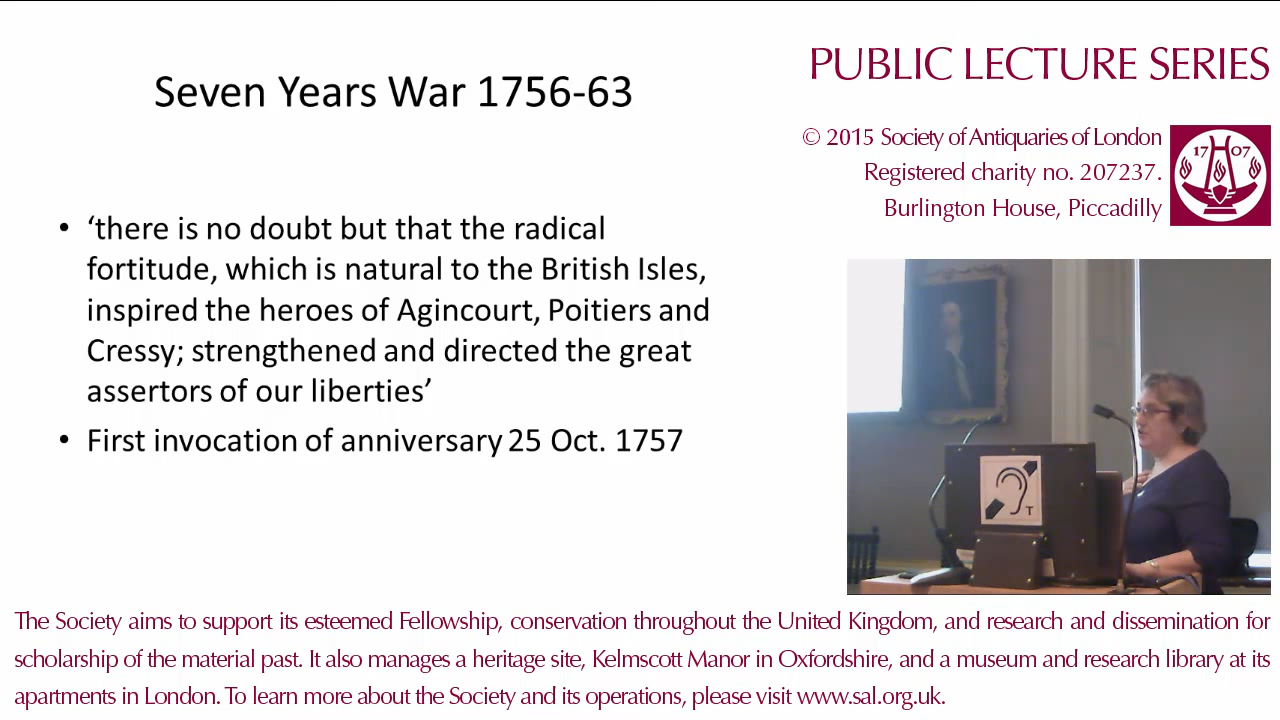 Seven Years War 1756-63
• ‘there is no doubt but that the radical
fortitude, which is natural to the British Isles,
inspired the heroes of Agincourt, Poitiers and
Cressy; strengthened and directed the great
assertors of our liberties’
• First invocation of anniversary 25 Oct. 1757
PUBLIC LECTURE SERIES
© 2015 Society of Antiquaries of London
Registered charity no. 207237.
Burlington House, Piccadilly
17 07
T
The Society aims to support its esteemed Fellowship, conservation throughout the United Kingdom, and research and dissemination for
scholarship of the material past. It also manages a heritage site, Kelmscott Manor in Oxfordshire, and a museum and research library at its
apartments in London. To learn more about the Society and its operations, please visit www.sal.org.uk.